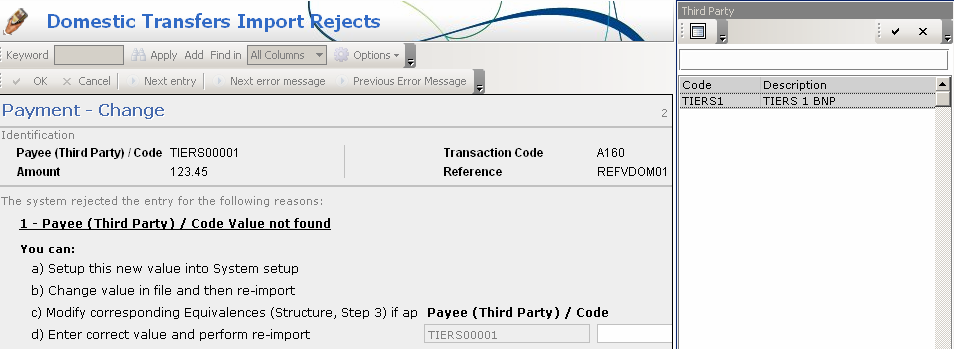 Domestic Transfers Import Rejects
Keyword Apply Add Find in All Columns Options
OK Cancel Next entry Next error message Previous Error Message
Payment - Change 2
Identification
Payee (Third Party) / Code TIERS00001 Transaction Code A160
Amount 123.45 Reference REFVDOM01
The system rejected the entry for the following reasons:
1 - Payee (Third Party) / Code Value not found
You can:
a) Setup this new value into System setup
b) Change value in file and then re-import
c) Modify corresponding Equivalences (Structure, Step 3) if ap Payee (Third Party) / Code
d) Enter correct value and perform re-import TIERS00001
Third Party
Code Description
TIERS1 TIERS 1 BNP